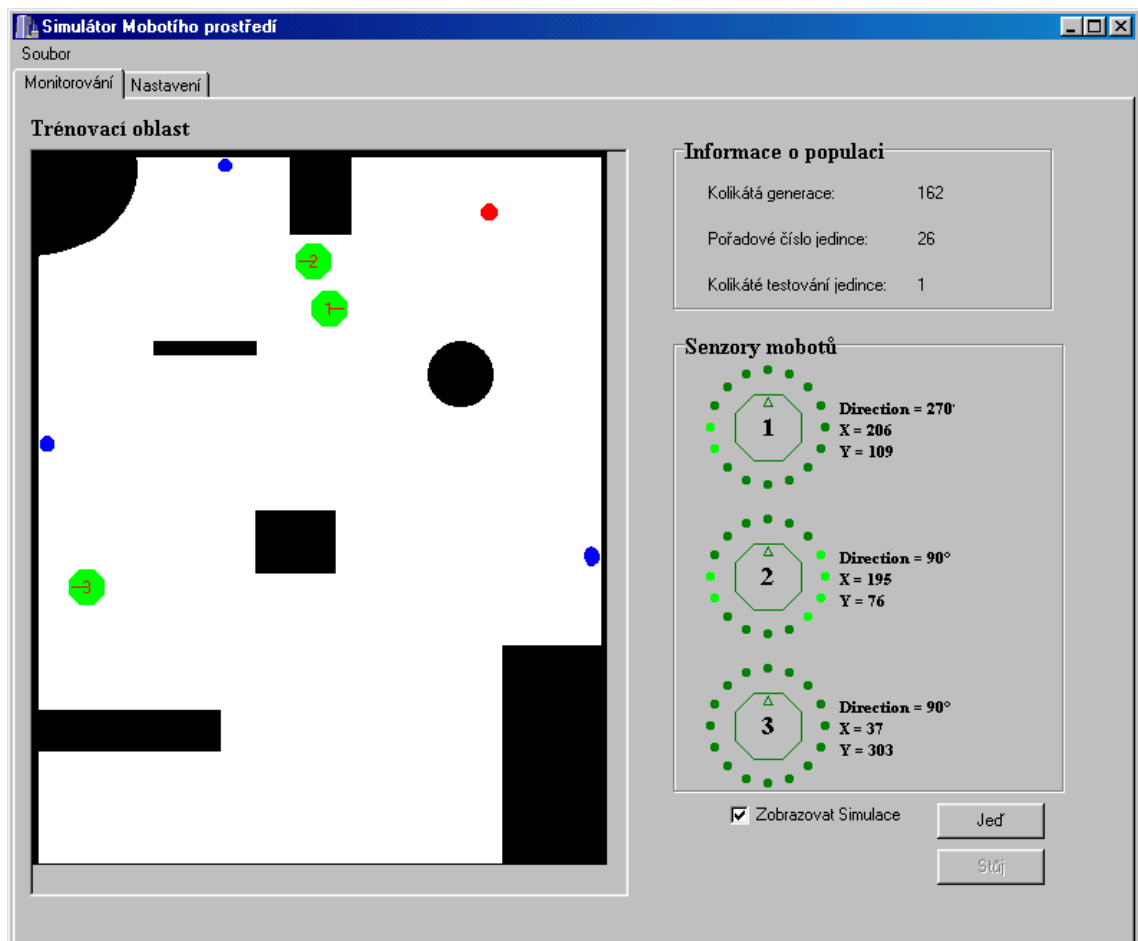 Simulátor Mobotího prostředí
Soubor
Monitorování Nastavení
Trénovací oblast
2
1
3
Informace o populaci
Kolikátá generace: 162
Pořadové číslo jedince: 26
Kolikáté testování jedince: 1
Senzory mobotů
1
Direction = 270°
X = 206
Y = 109
2
Direction = 90°
X = 195
Y = 76
3
Direction = 90°
X = 37
Y = 303
Zobrazovat Simulace
Jeď
Stůj